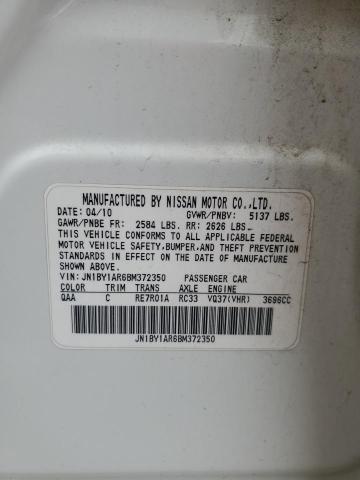 MANUFACTURED BY NISSAN MOTOR CO.,LTD.
DATE: 04/10 GVWR/PNBV: 5137 LBS.
GAWR/PNBE FR: 2584 LBS. RR: 2626 LBS.
THIS VEHICLE CONFORMS TO ALL APPLICABLE FEDERAL
MOTOR VEHICLE SAFETY,BUMPER,AND THEFT PREVENTION
STANDARDS IN EFFECT ON THE DATE OF MANUFACTURE
SHOWN ABOVE.
VIN: JN1BY1AR6BM372350 PASSENGER CAR
COLOR TRIM TRANS AXLE ENGINE
QAA C RE7R01A RC33 VQ37(VHR) 3696CC
JN1BY1AR6BM372350